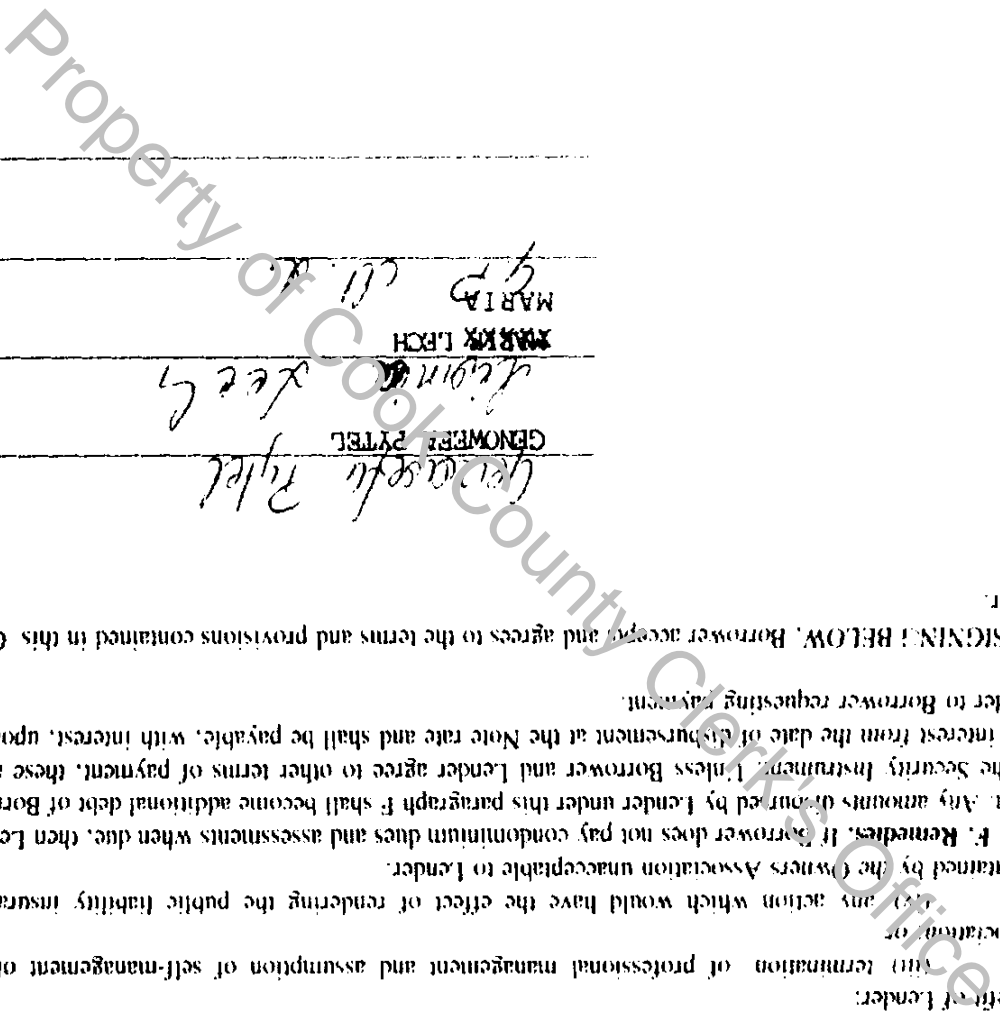 efit of Lender:
(iii) termination of professional management and assumption of self-management
ociation; or
(iv) any action which would have the effect of rendering the public liability insura
ntained by the Owners Association unacceptable to Lender.
F. Remedies. If Borrower does not pay condominium dues and assessments when due, then Le
Any amounts disbursed by Lender under this paragraph F shall become additional debt of Bor
he Security Instrument. Unless Borrower and Lender agree to other terms of payment, these
interest from the date of disbursement at the Note rate and shall be payable, with interest, upon
der to Borrower requesting payment.
SIGNING BELOW, Borrower accepts and agrees to the terms and provisions contained in this C
r.
Genowefa Pytel
GENOWEFA PYTEL
Lech
LECH
MARIA
Property of Cook County Clerk's Office